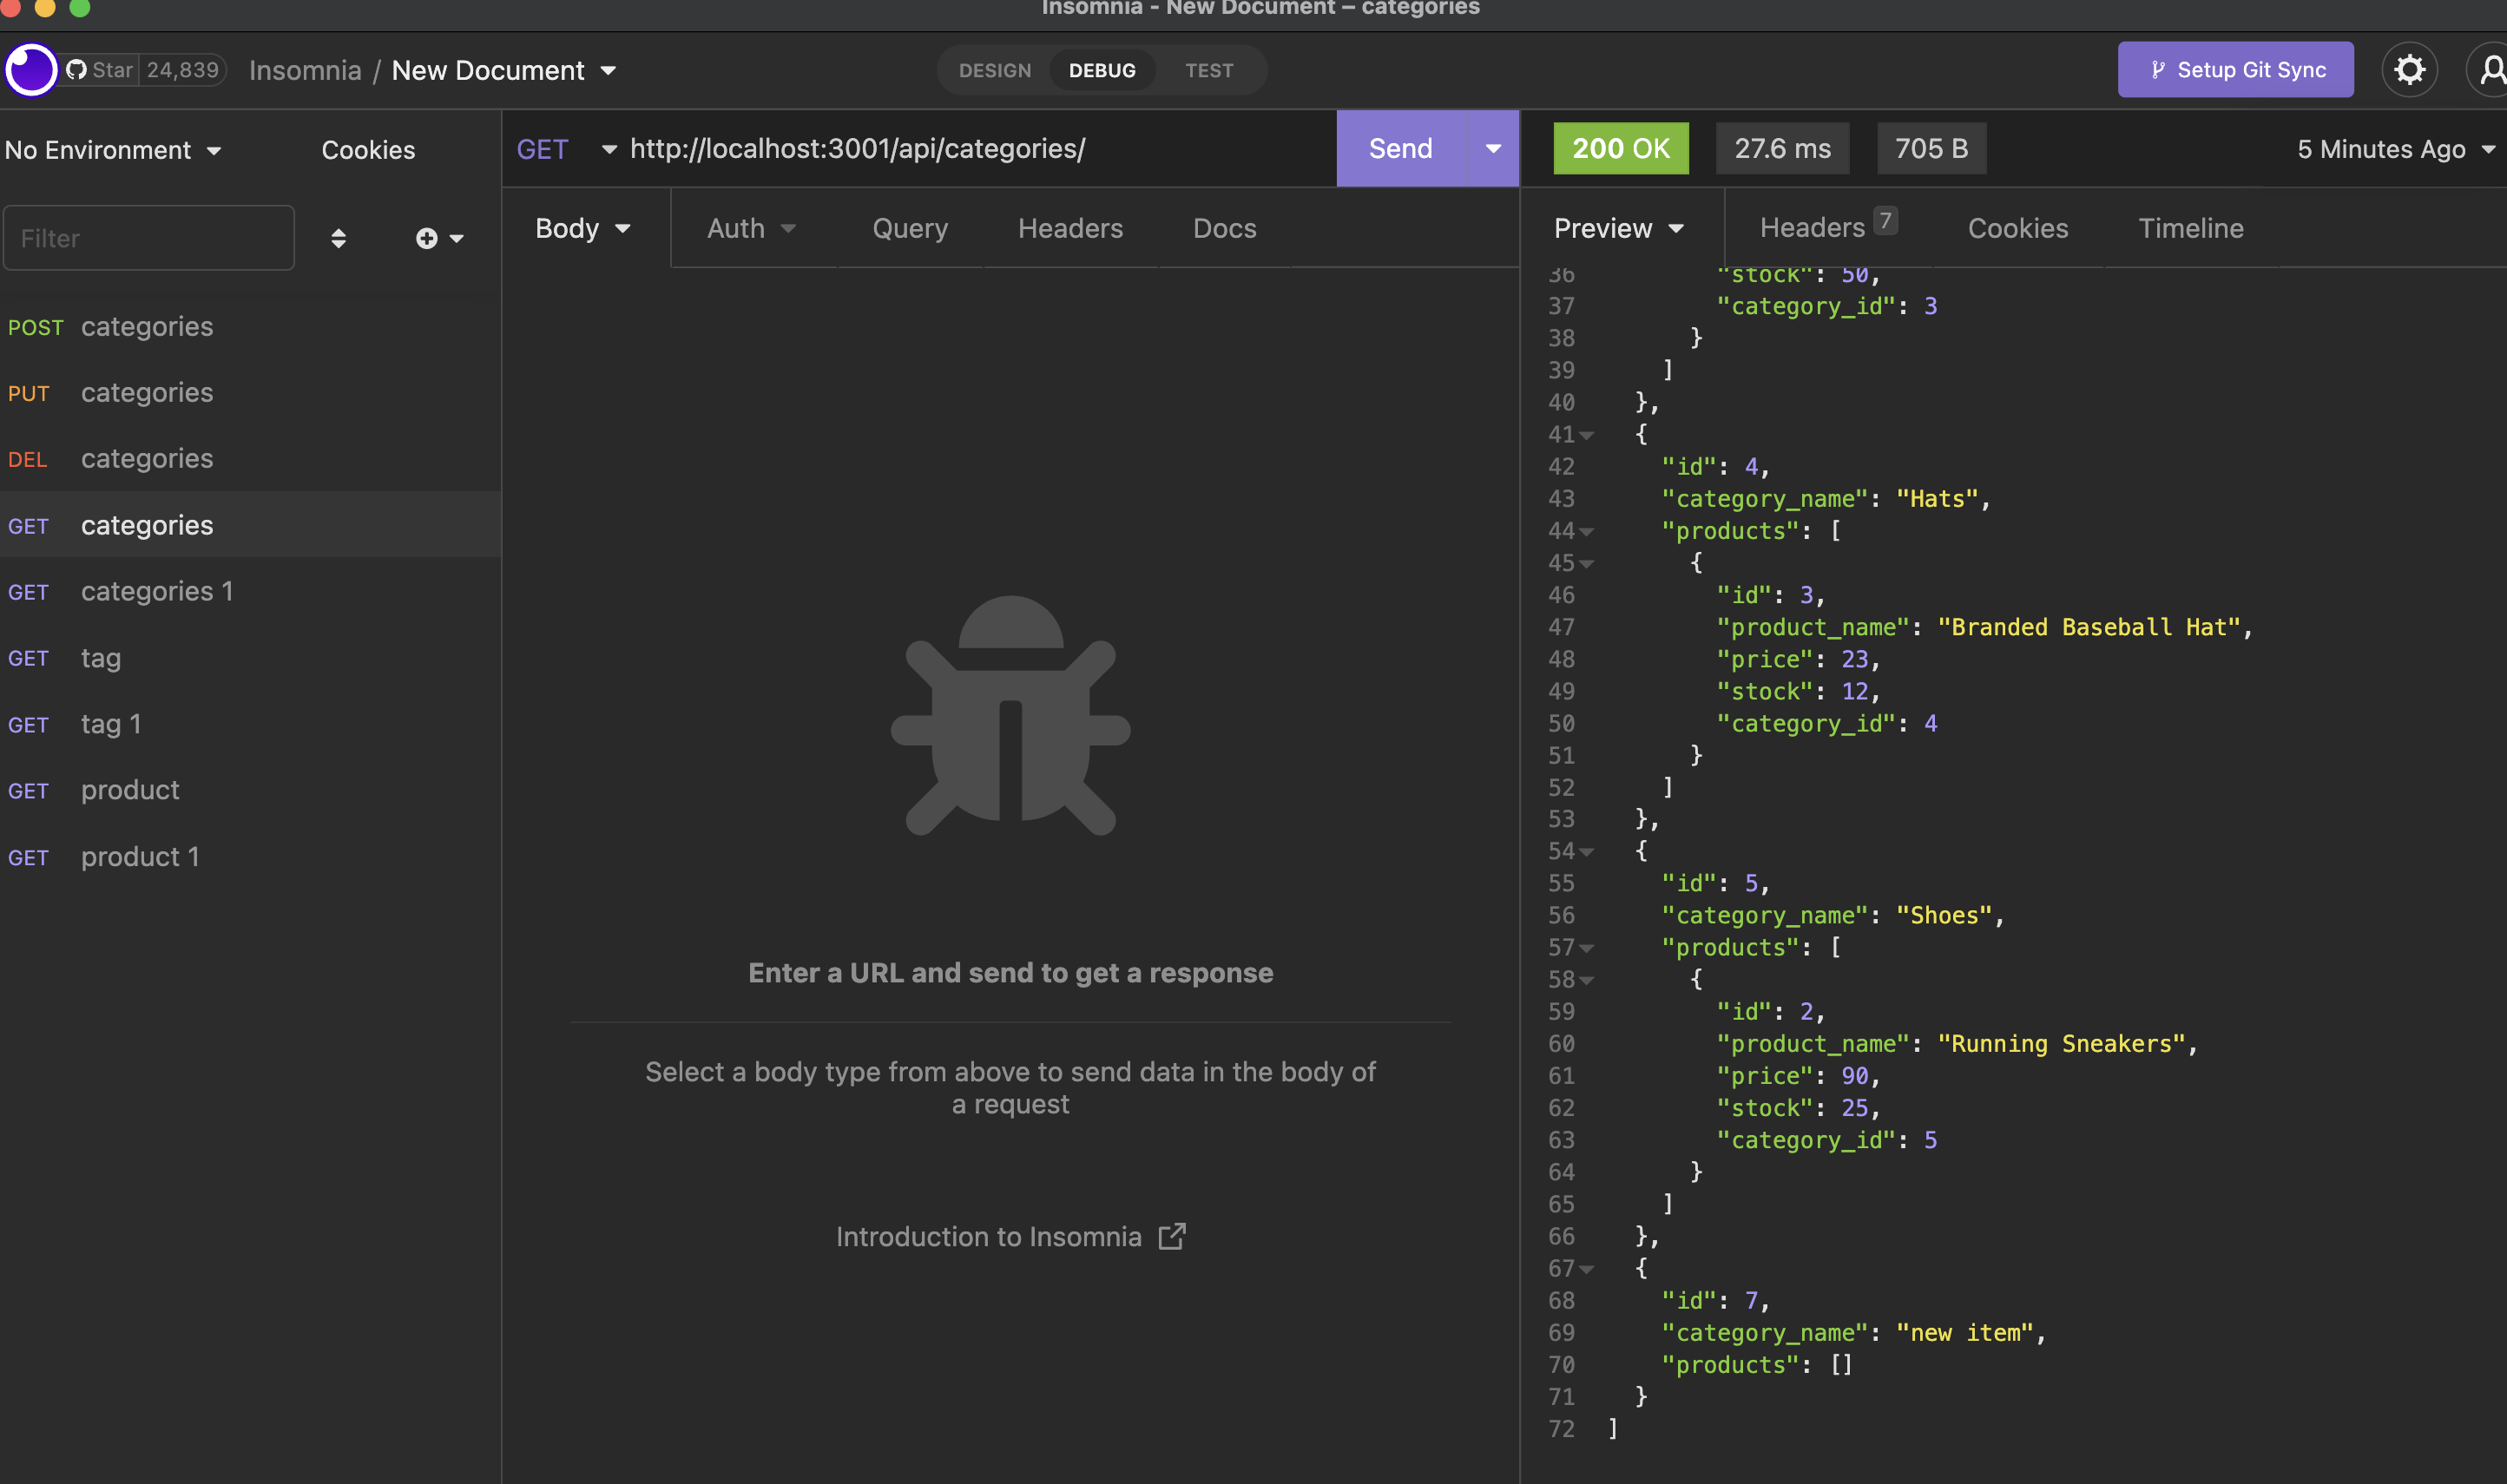 Insomnia - New Document – categories
Star 24,839 Insomnia / New Document
DESIGN DEBUG TEST
Setup Git Sync
No Environment Cookies
Filter
POST categories
PUT categories
DEL categories
GET categories
GET categories 1
GET tag
GET tag 1
GET product
GET product 1
GET http://localhost:3001/api/categories/ Send
Body Auth Query Headers Docs
Enter a URL and send to get a response
Select a body type from above to send data in the body of
a request
Introduction to Insomnia
200 OK 27.6 ms 705 B 5 Minutes Ago
Preview Headers 7 Cookies Timeline
36 "stock": 50,
37 "category_id": 3
38 }
39 ]
40 },
41 {
42 "id": 4,
43 "category_name": "Hats",
44 "products": [
45 {
46 "id": 3,
47 "product_name": "Branded Baseball Hat",
48 "price": 23,
49 "stock": 12,
50 "category_id": 4
51 }
52 ]
53 },
54 {
55 "id": 5,
56 "category_name": "Shoes",
57 "products": [
58 {
59 "id": 2,
60 "product_name": "Running Sneakers",
61 "price": 90,
62 "stock": 25,
63 "category_id": 5
64 }
65 ]
66 },
67 {
68 "id": 7,
69 "category_name": "new item",
70 "products": []
71 }
72 ]